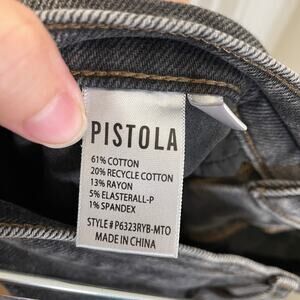 PISTOLA
61% COTTON
20% RECYCLE COTTON
13% RAYON
5% ELASTERALL-P
1% SPANDEX
STYLE # P6323RYB-MTO
MADE IN CHINA